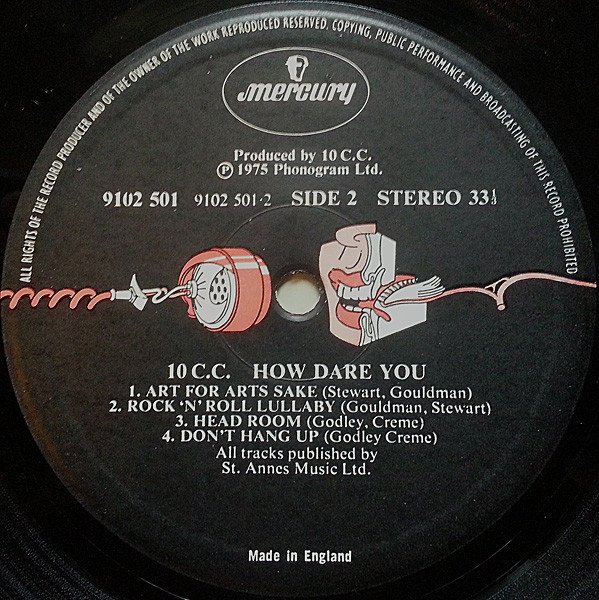 ALL RIGHTS OF THE RECORD PRODUCER AND OF THE OWNER OF THE WORK REPRODUCED RESERVED. COPYING, PUBLIC PERFORMANCE AND BROADCASTING OF THIS RECORD PROHIBITED
mercury
Produced by 10 C.C.
Ⓟ 1975 Phonogram Ltd.
9102 501 9102 501·2 SIDE 2 STEREO 33⅓
10 C.C. HOW DARE YOU
1. ART FOR ARTS SAKE (Stewart, Gouldman)
2. ROCK 'N' ROLL LULLABY (Gouldman, Stewart)
3. HEAD ROOM (Godley, Creme)
4. DON'T HANG UP (Godley Creme)
All tracks published by
St. Annes Music Ltd.
Made in England